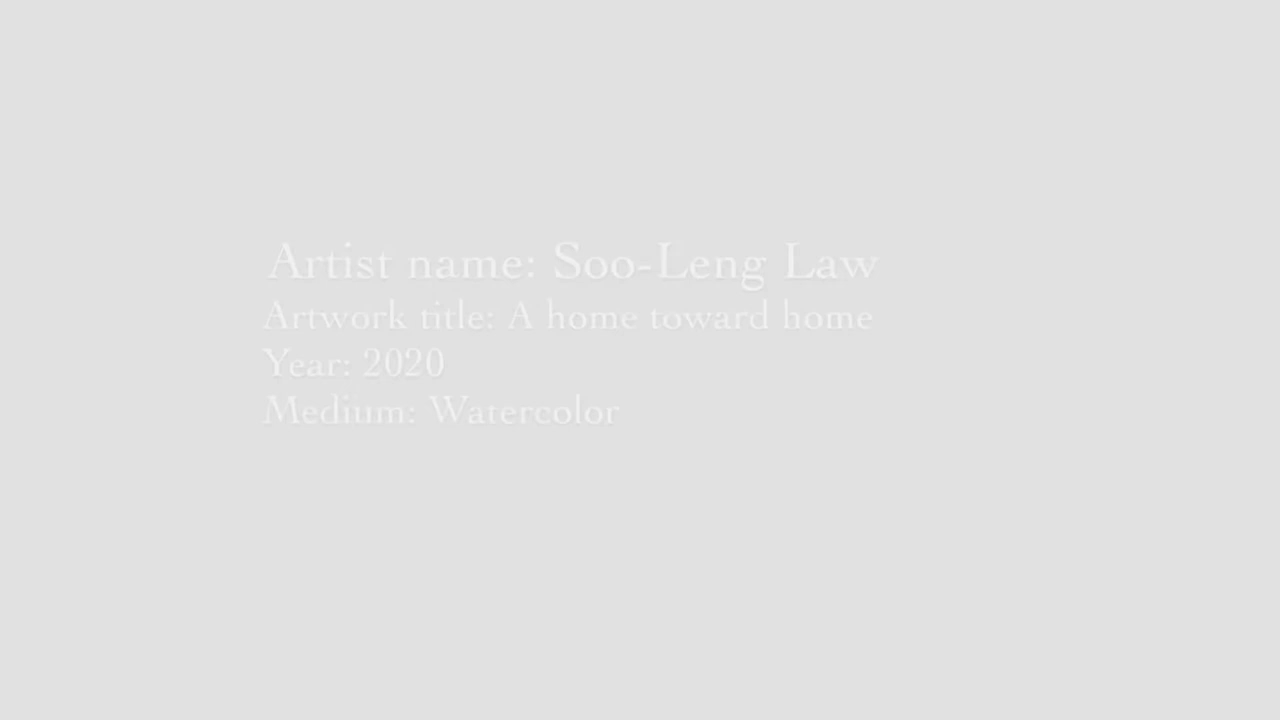 Artist name: Soo-Leng Law
Artwork title: A home toward home
Year: 2020
Medium: Watercolor